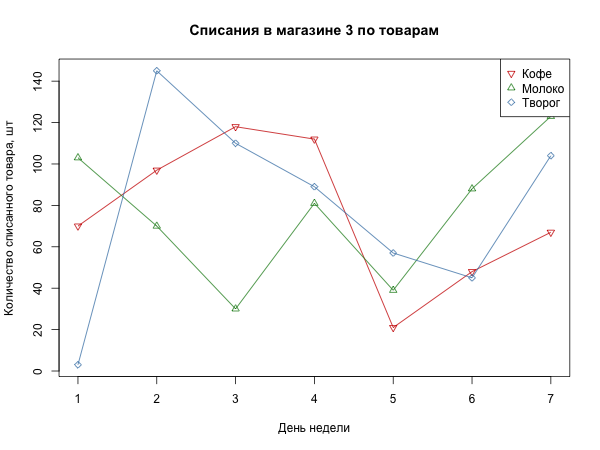 Списания в магазине 3 по товарам
Кофе
Молоко
Творог
Количество списанного товара, шт
140
120
100
80
60
40
20
0
1 2 3 4 5 6 7
День недели